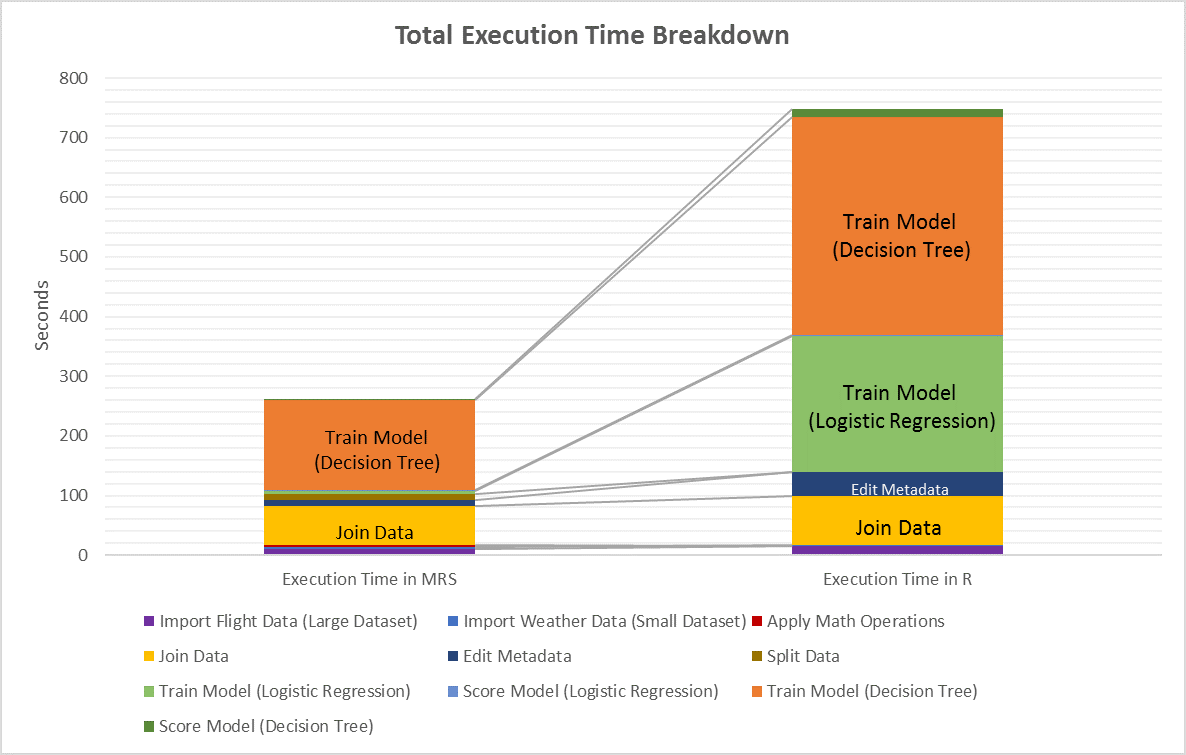 Total Execution Time Breakdown
800
700
600
500
400
300
200
100
0
Seconds
Train Model
(Decision Tree)
Join Data
Train Model
(Decision Tree)
Train Model
(Logistic Regression)
Edit Metadata
Join Data
Execution Time in MRS
Execution Time in R
Import Flight Data (Large Dataset)
Import Weather Data (Small Dataset)
Apply Math Operations
Join Data
Edit Metadata
Split Data
Train Model (Logistic Regression)
Score Model (Logistic Regression)
Train Model (Decision Tree)
Score Model (Decision Tree)